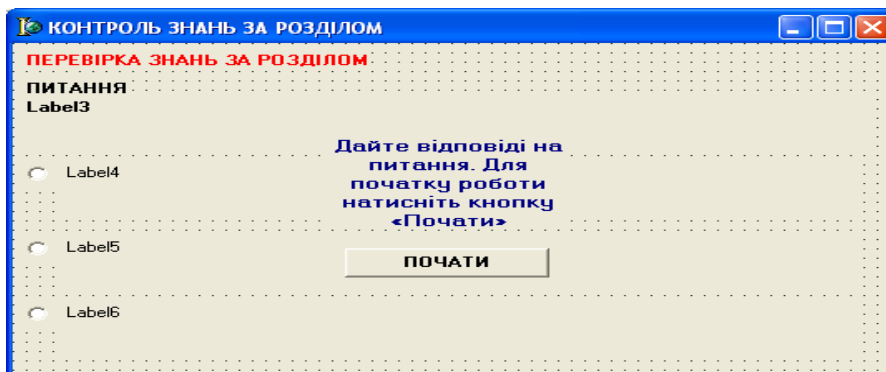 КОНТРОЛЬ ЗНАНЬ ЗА РОЗДІЛОМ
ПЕРЕВІРКА ЗНАНЬ ЗА РОЗДІЛОМ
ПИТАННЯ
Label3
Дайте відповіді на
питання. Для
початку роботи
натисніть кнопку
«Почати»
Label4
Label5
ПОЧАТИ
Label6